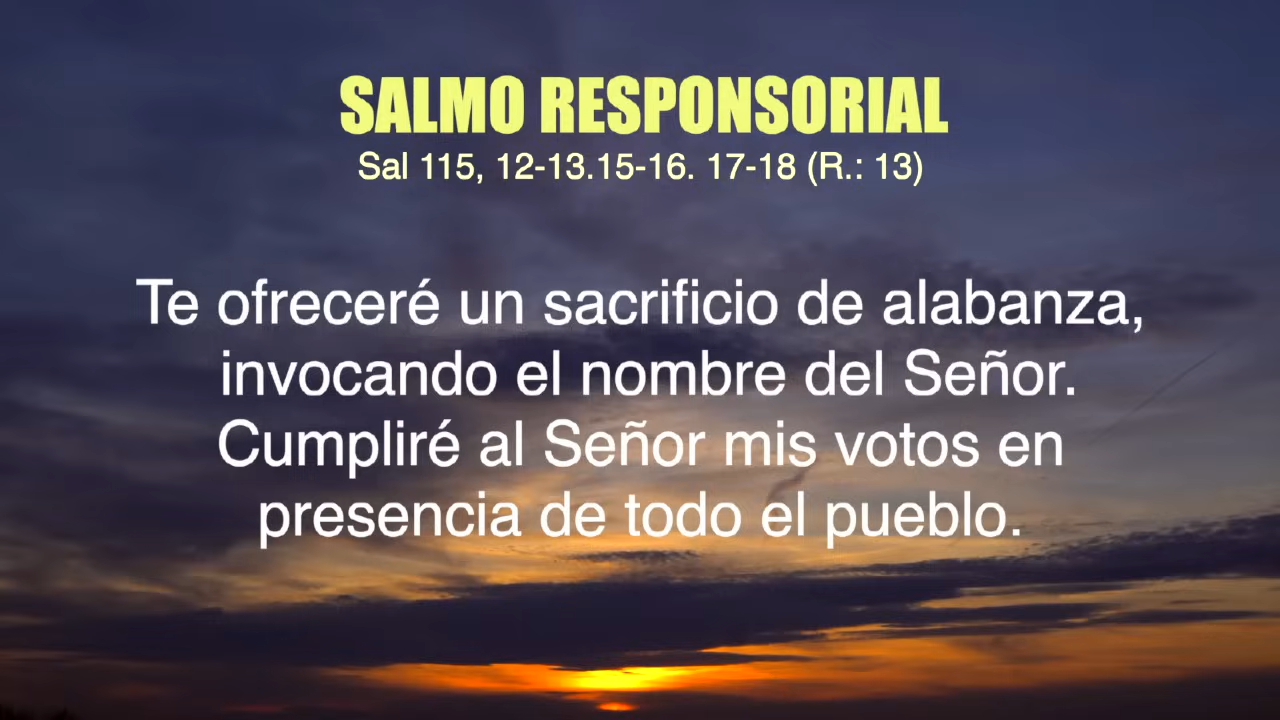 SALMO RESPONSORIAL
Sal 115, 12-13.15-16. 17-18 (R.: 13)
Te ofreceré un sacrificio de alabanza,
invocando el nombre del Señor.
Cumpliré al Señor mis votos en
presencia de todo el pueblo.